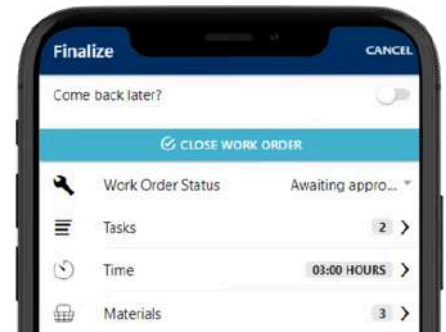 Finalize CANCEL
Come back later?
CLOSE WORK ORDER
Work Order Status Awaiting appro...
Tasks 2
Time 03:00 HOURS
Materials 3